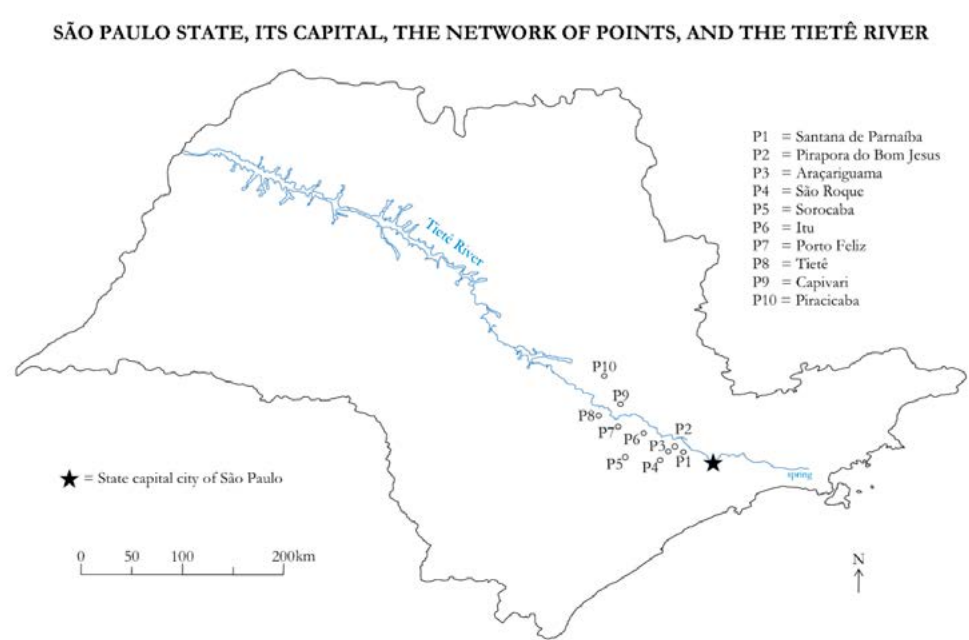 SÃO PAULO STATE, ITS CAPITAL, THE NETWORK OF POINTS, AND THE TIETÊ RIVER
P1 = Santana de Parnaíba
P2 = Pirapora do Bom Jesus
P3 = Araçariguama
P4 = São Roque
P5 = Sorocaba
P6 = Itu
P7 = Porto Feliz
P8 = Tietê
P9 = Capivari
P10 = Piracicaba
Tietê River
P10
P9
P8
P7
P6
P2
P3
P5
P4
P1
spring
= State capital city of São Paulo
0 50 100 200km
N